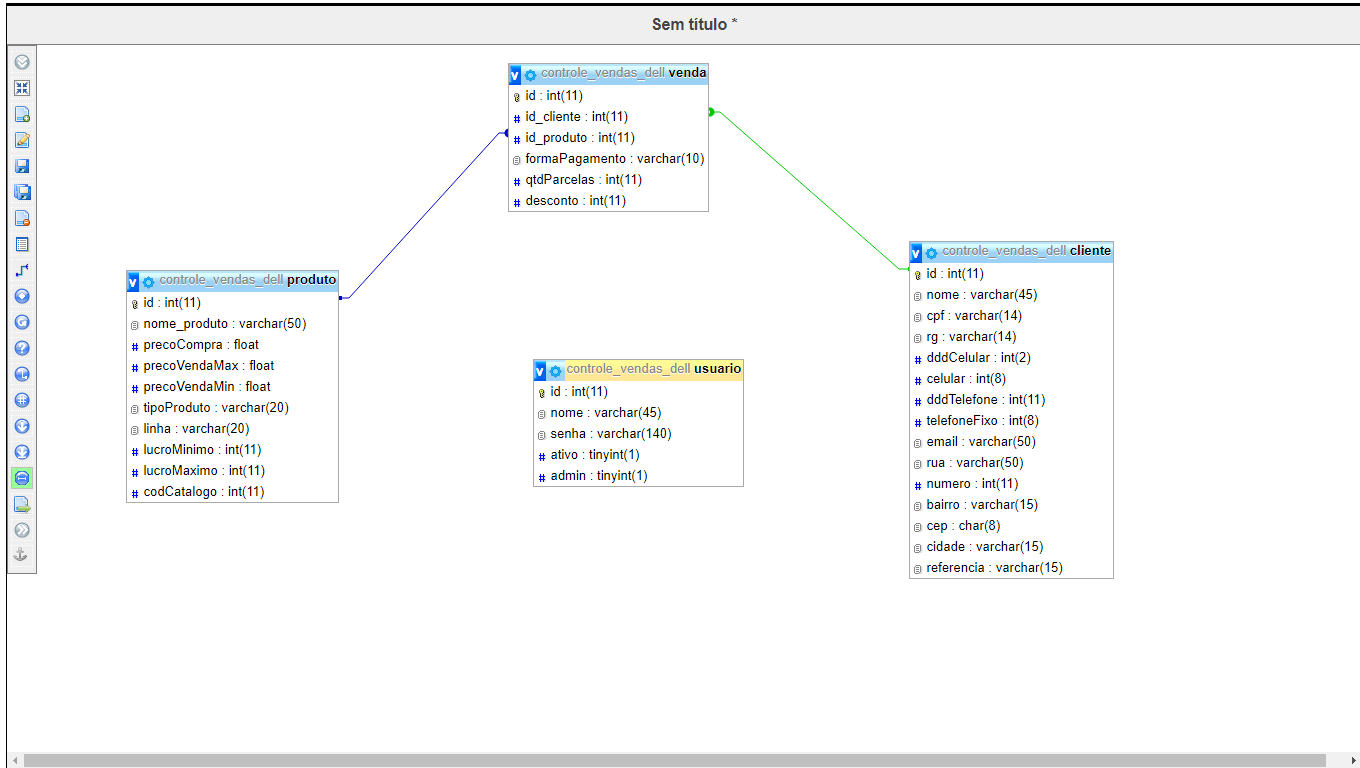 Sem título *
controle_vendas_dell venda
id : int(11)
id_cliente : int(11)
id_produto : int(11)
formaPagamento : varchar(10)
qtdParcelas : int(11)
desconto : int(11)
controle_vendas_dell produto
id : int(11)
nome_produto : varchar(50)
precoCompra : float
precoVendaMax : float
precoVendaMin : float
tipoProduto : varchar(20)
linha : varchar(20)
lucroMinimo : int(11)
lucroMaximo : int(11)
codCatalogo : int(11)
controle_vendas_dell usuario
id : int(11)
nome : varchar(45)
senha : varchar(140)
ativo : tinyint(1)
admin : tinyint(1)
controle_vendas_dell cliente
id : int(11)
nome : varchar(45)
cpf : varchar(14)
rg : varchar(14)
dddCelular : int(2)
celular : int(8)
dddTelefone : int(11)
telefoneFixo : int(8)
email : varchar(50)
rua : varchar(50)
numero : int(11)
bairro : varchar(15)
cep : char(8)
cidade : varchar(15)
referencia : varchar(15)